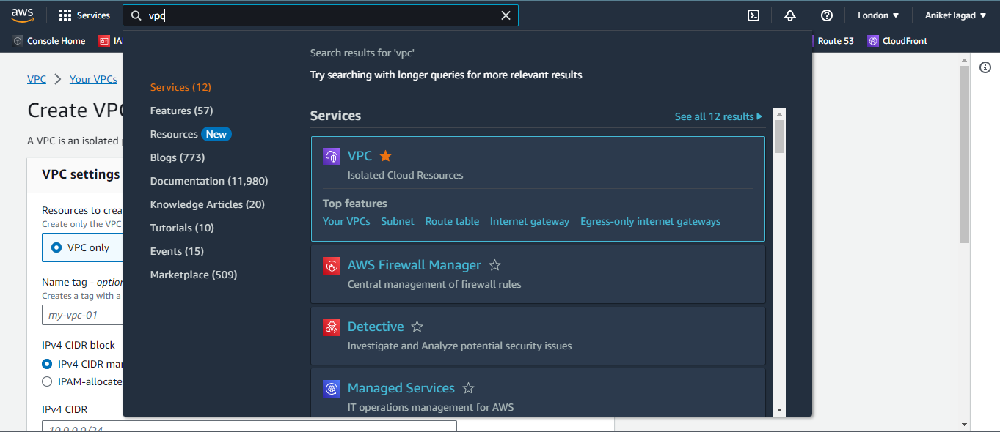 aws
Services
vpc
London
Aniket lagad
Console Home
IA
Route 53
CloudFront
Search results for 'vpc'
Try searching with longer queries for more relevant results
VPC
Your VPCs
Create VPC
A VPC is an isolated
VPC settings
Resources to crea
Create only the VPC
VPC only
Name tag - option
Creates a tag with a
my-vpc-01
IPv4 CIDR block
IPv4 CIDR man
IPAM-allocate
IPv4 CIDR
10.0.0.0/24
Services (12)
Features (57)
Resources New
Blogs (773)
Documentation (11,980)
Knowledge Articles (20)
Tutorials (10)
Events (15)
Marketplace (509)
Services
See all 12 results
VPC
Isolated Cloud Resources
Top features
Your VPCs Subnet Route table Internet gateway Egress-only internet gateways
AWS Firewall Manager
Central management of firewall rules
Detective
Investigate and Analyze potential security issues
Managed Services
IT operations management for AWS